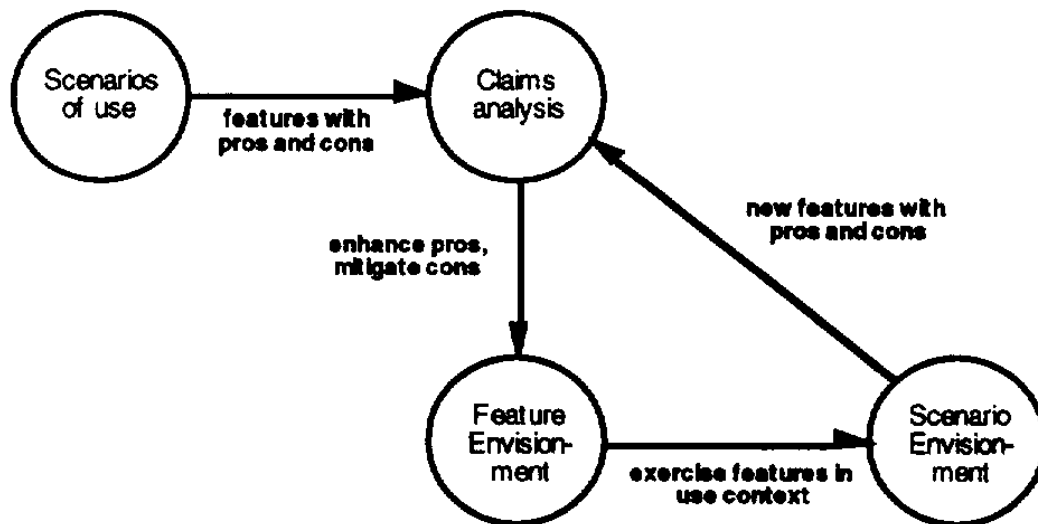 Scenarios
of use
features with
pros and cons
Claims
analysis
enhance pros,
mitigate cons
new features with
pros and cons
Feature
Envision-
ment
exercise features in
use context
Scenario
Envision-
ment